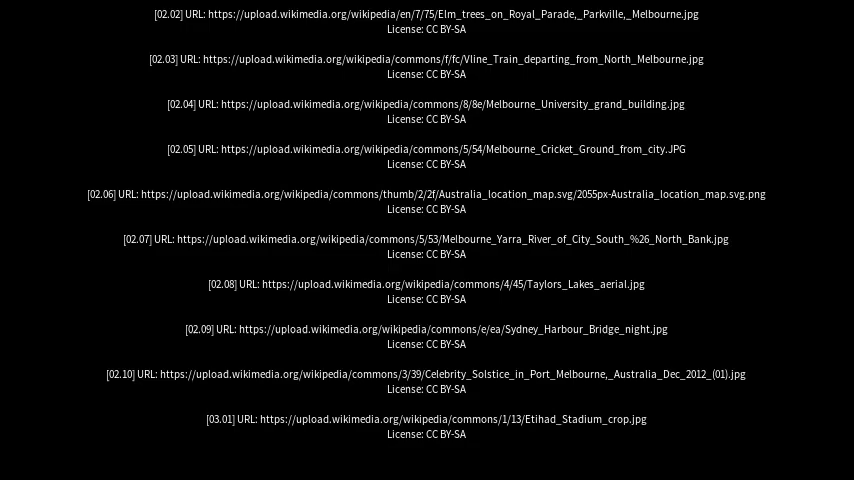 [02.02] URL: https://upload.wikimedia.org/wikipedia/en/7/75/Elm_trees_on_Royal_Parade,_Parkville,_Melbourne.jpg
License: CC BY-SA
[02.03] URL: https://upload.wikimedia.org/wikipedia/commons/f/fc/Vline_Train_departing_from_North_Melbourne.jpg
License: CC BY-SA
[02.04] URL: https://upload.wikimedia.org/wikipedia/commons/8/8e/Melbourne_University_grand_building.jpg
License: CC BY-SA
[02.05] URL: https://upload.wikimedia.org/wikipedia/commons/5/54/Melbourne_Cricket_Ground_from_city.JPG
License: CC BY-SA
[02.06] URL: https://upload.wikimedia.org/wikipedia/commons/thumb/2/2f/Australia_location_map.svg/2055px-Australia_location_map.svg.png
License: CC BY-SA
[02.07] URL: https://upload.wikimedia.org/wikipedia/commons/5/53/Melbourne_Yarra_River_of_City_South_%26_North_Bank.jpg
License: CC BY-SA
[02.08] URL: https://upload.wikimedia.org/wikipedia/commons/4/45/Taylors_Lakes_aerial.jpg
License: CC BY-SA
[02.09] URL: https://upload.wikimedia.org/wikipedia/commons/e/ea/Sydney_Harbour_Bridge_night.jpg
License: CC BY-SA
[02.10] URL: https://upload.wikimedia.org/wikipedia/commons/3/39/Celebrity_Solstice_in_Port_Melbourne,_Australia_Dec_2012_(01).jpg
License: CC BY-SA
[03.01] URL: https://upload.wikimedia.org/wikipedia/commons/1/13/Etihad_Stadium_crop.jpg
License: CC BY-SA